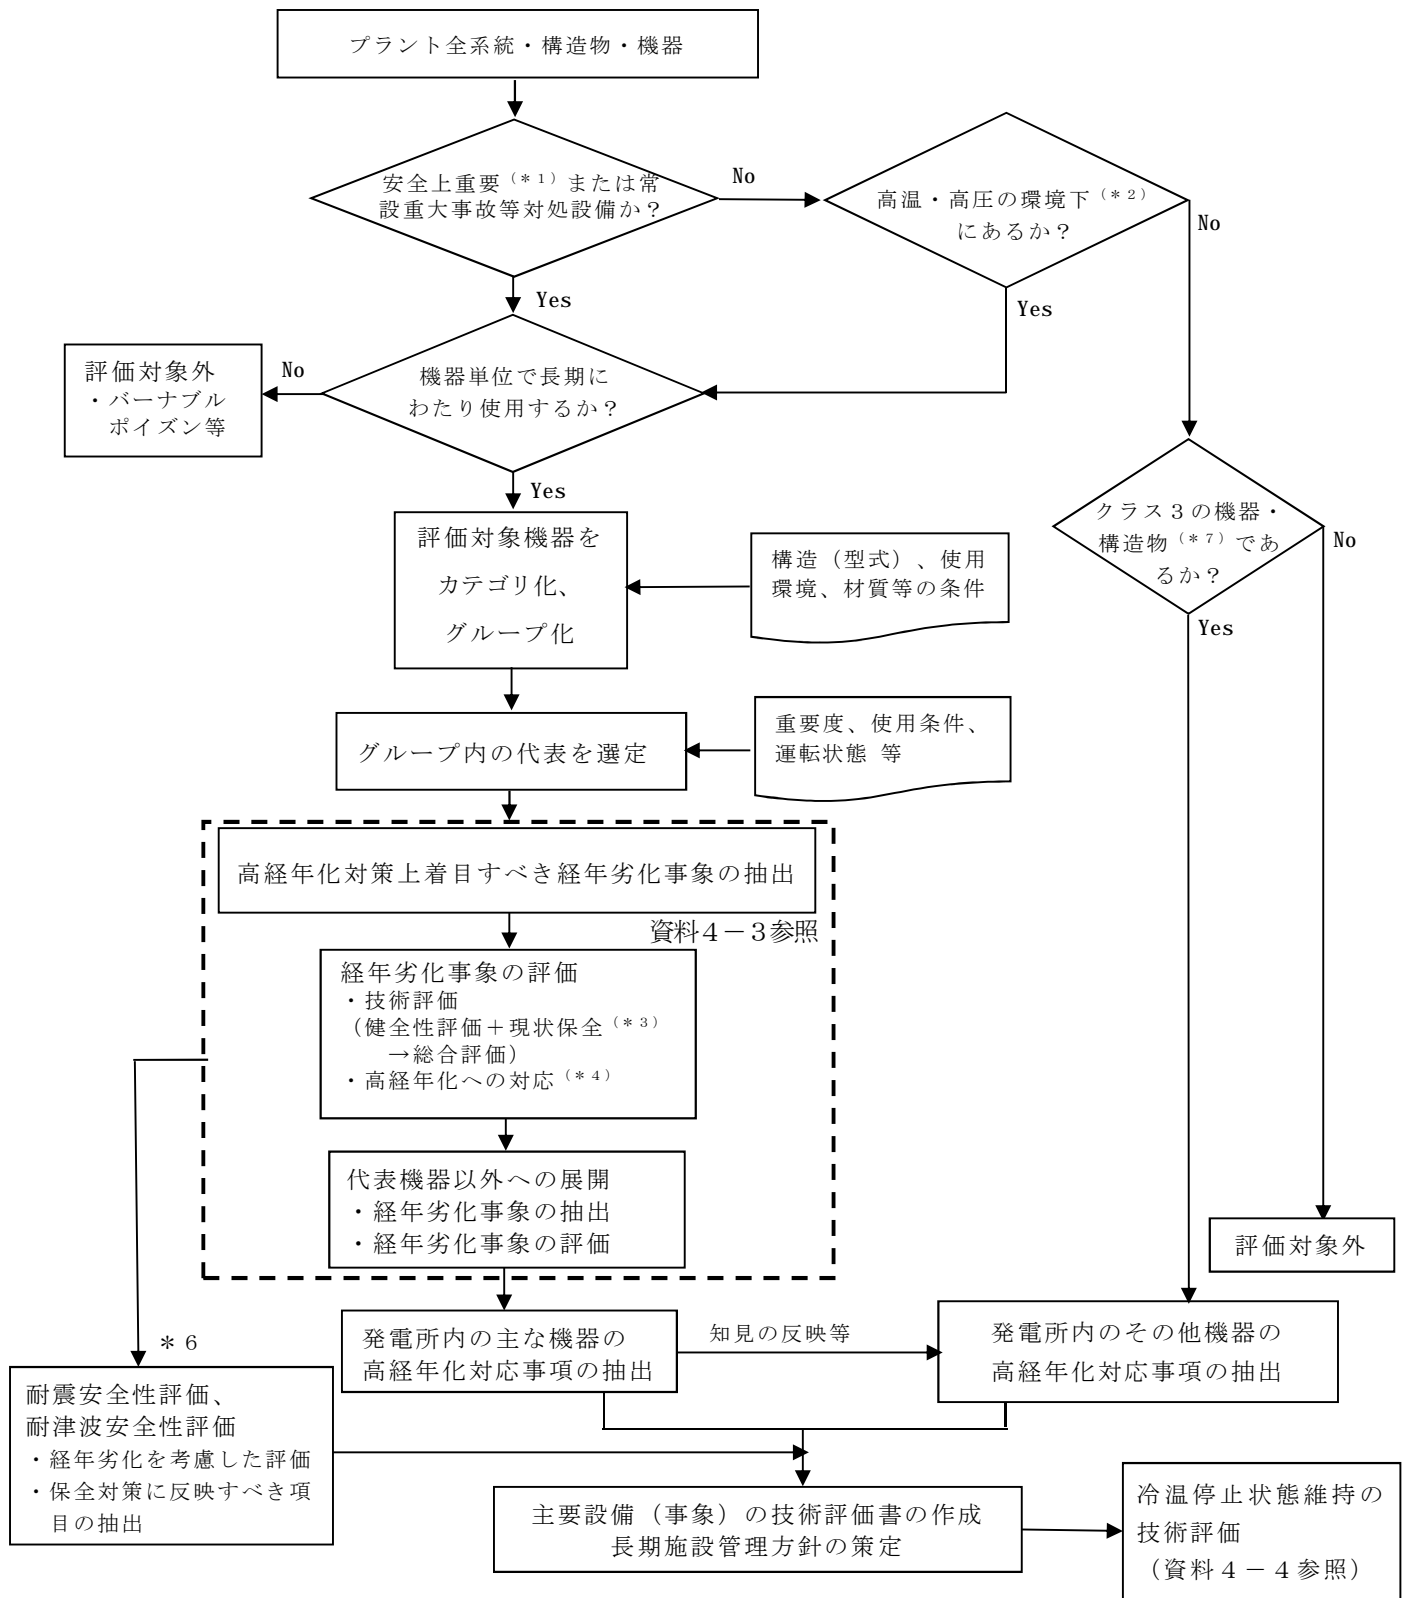 プラント全系統・構造物・機器
安全上重要(*1)または常
設重大事故等対処設備か？
No
高温・高圧の環境下(*2)
にあるか？
No
Yes
Yes
評価対象外
・バーナブル
ポイズン等
No
機器単位で長期に
わたり使用するか？
Yes
クラス３の機器・
構造物(*7)であ
るか？
No
Yes
評価対象機器を
カテゴリ化、
グループ化
構造（型式）、使用
環境、材質等の条件
グループ内の代表を選定
重要度、使用条件、
運転状態 等
高経年化対策上着目すべき経年劣化事象の抽出
資料４－３参照
経年劣化事象の評価
・技術評価
（健全性評価＋現状保全(*3)
→総合評価）
・高経年化への対応(*4)
代表機器以外への展開
・経年劣化事象の抽出
・経年劣化事象の評価
評価対象外
発電所内の主な機器の
高経年化対応事項の抽出
知見の反映等
発電所内のその他機器の
高経年化対応事項の抽出
＊６
耐震安全性評価、
耐津波安全性評価
・経年劣化を考慮した評価
・保全対策に反映すべき項
目の抽出
主要設備（事象）の技術評価書の作成
長期施設管理方針の策定
冷温停止状態維持の
技術評価
（資料４－４参照）